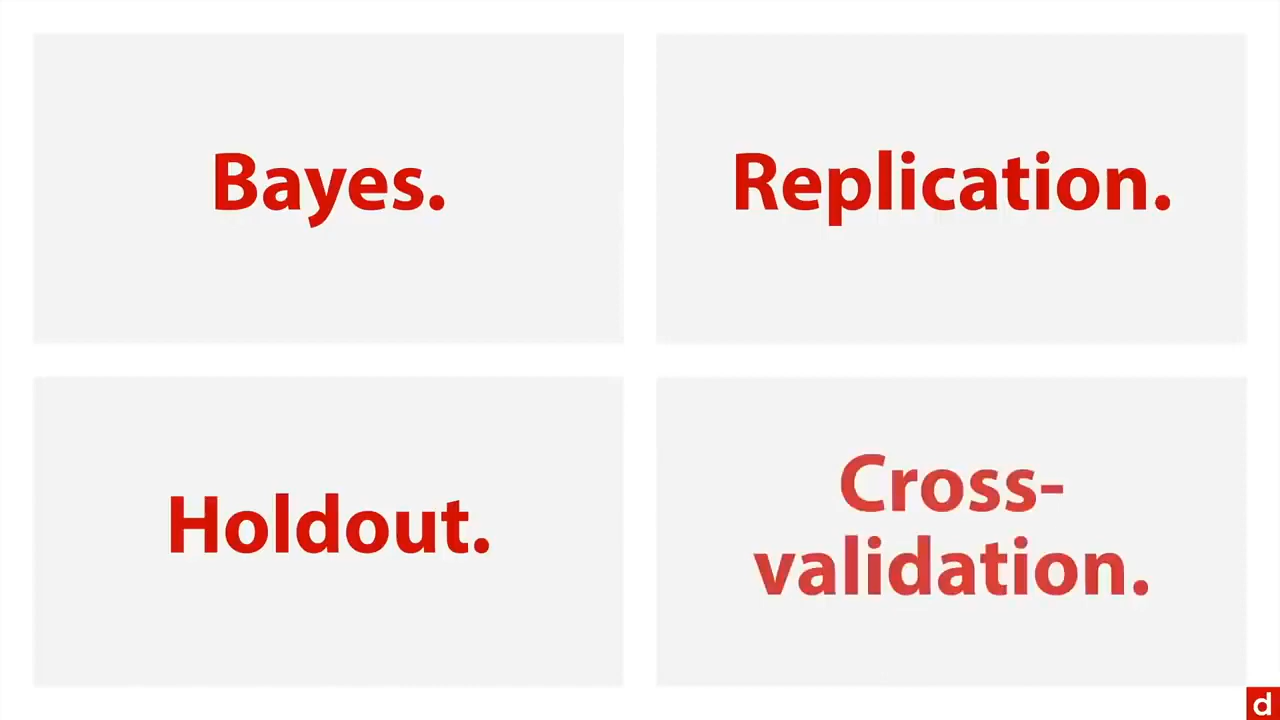 Bayes.
Replication.
Holdout.
Cross-
validation.
d